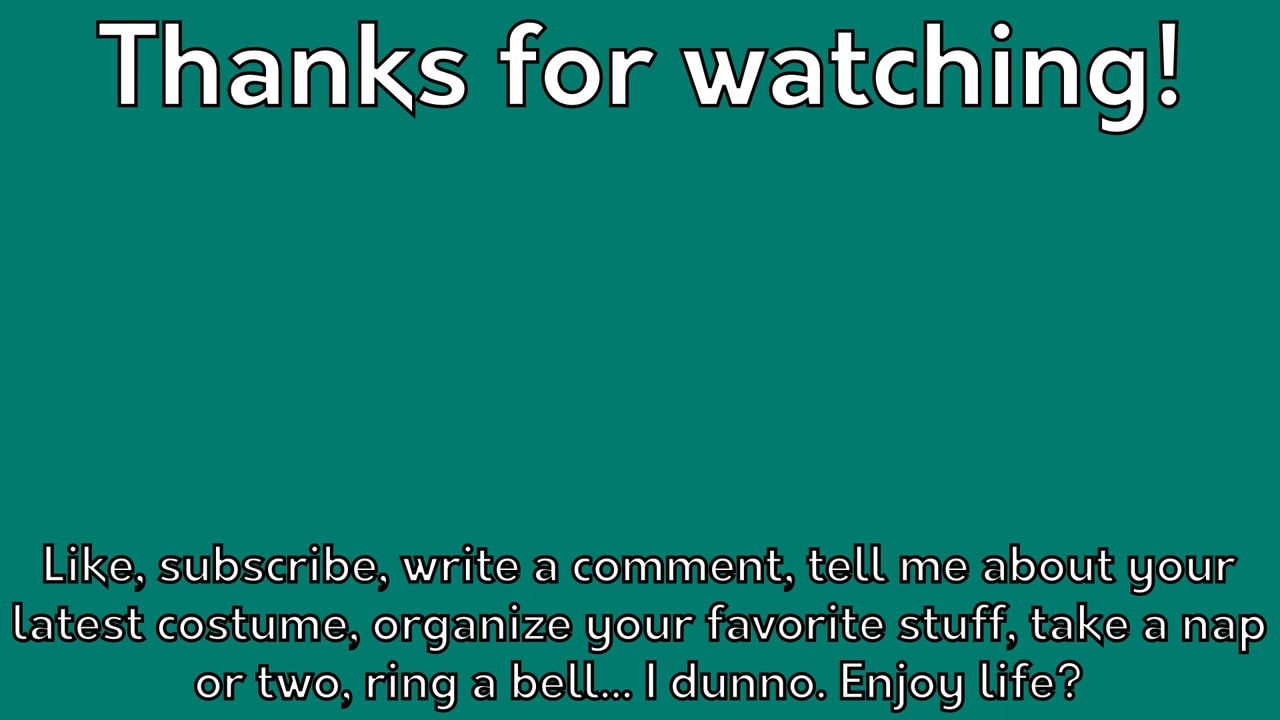 Thanks for watching!
Like, subscribe, write a comment, tell me about your
latest costume, organize your favorite stuff, take a nap
or two, ring a bell... I dunno. Enjoy life?